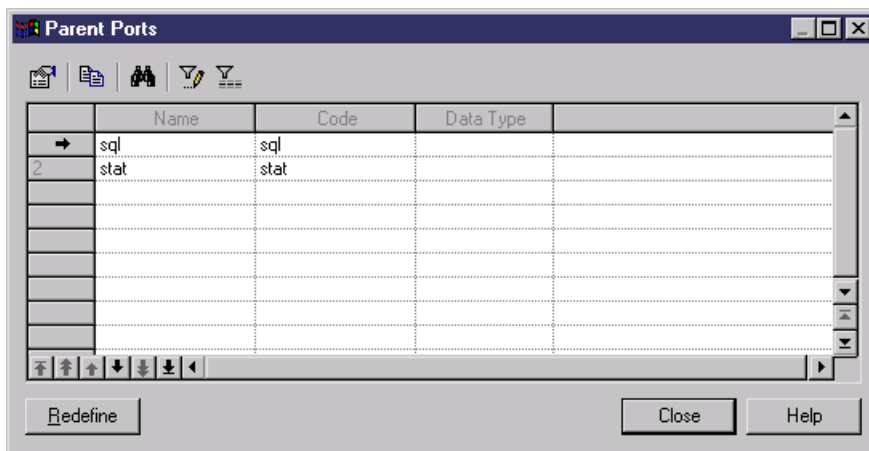 Parent Ports
Name Code Data Type
sql sql
2 stat stat
Redefine Close Help